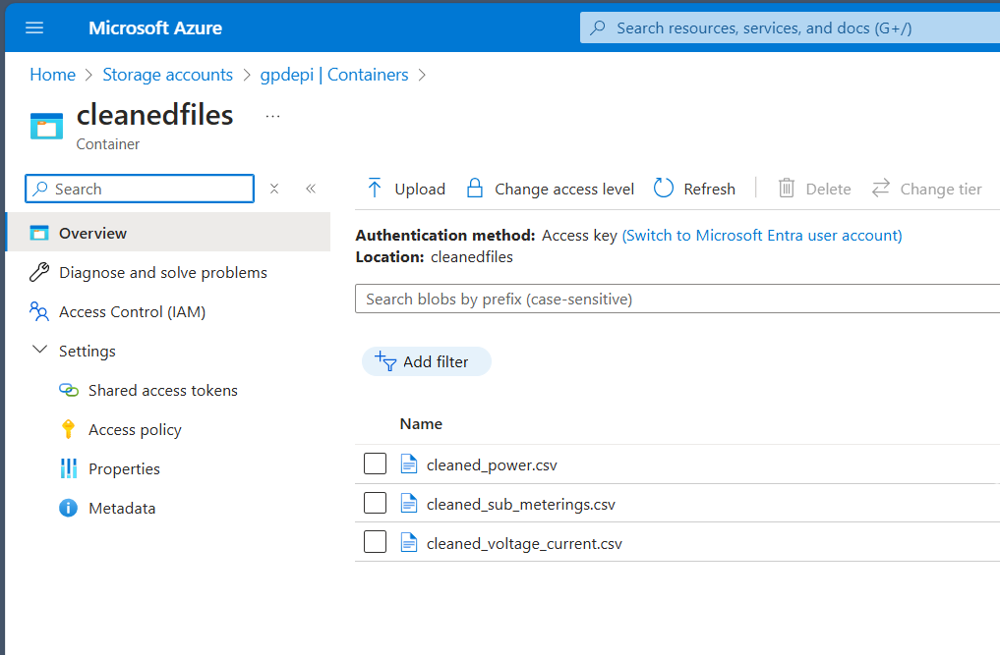 Microsoft Azure
Search resources, services, and docs (G+/)
Home > Storage accounts > gpdepi | Containers >
cleanedfiles ...
Container
Search
Upload Change access level Refresh Delete Change tier
Overview
Diagnose and solve problems
Access Control (IAM)
Settings
Shared access tokens
Access policy
Properties
Metadata
Authentication method: Access key (Switch to Microsoft Entra user account)
Location: cleanedfiles
Search blobs by prefix (case-sensitive)
Add filter
Name
cleaned_power.csv
cleaned_sub_meterings.csv
cleaned_voltage_current.csv